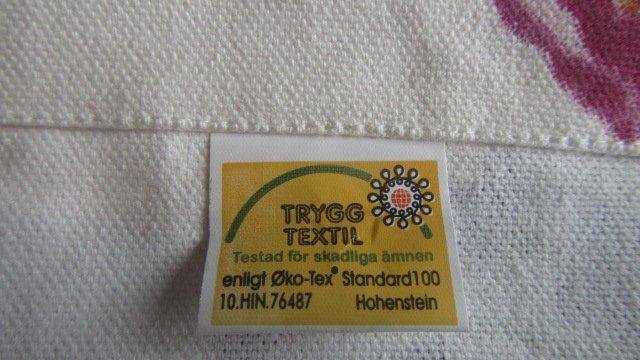 TRYGG
TEXTIL
Testad för skadliga ämnen
enligt Øko-Tex® Standard100
10.HIN.76487 Hohenstein